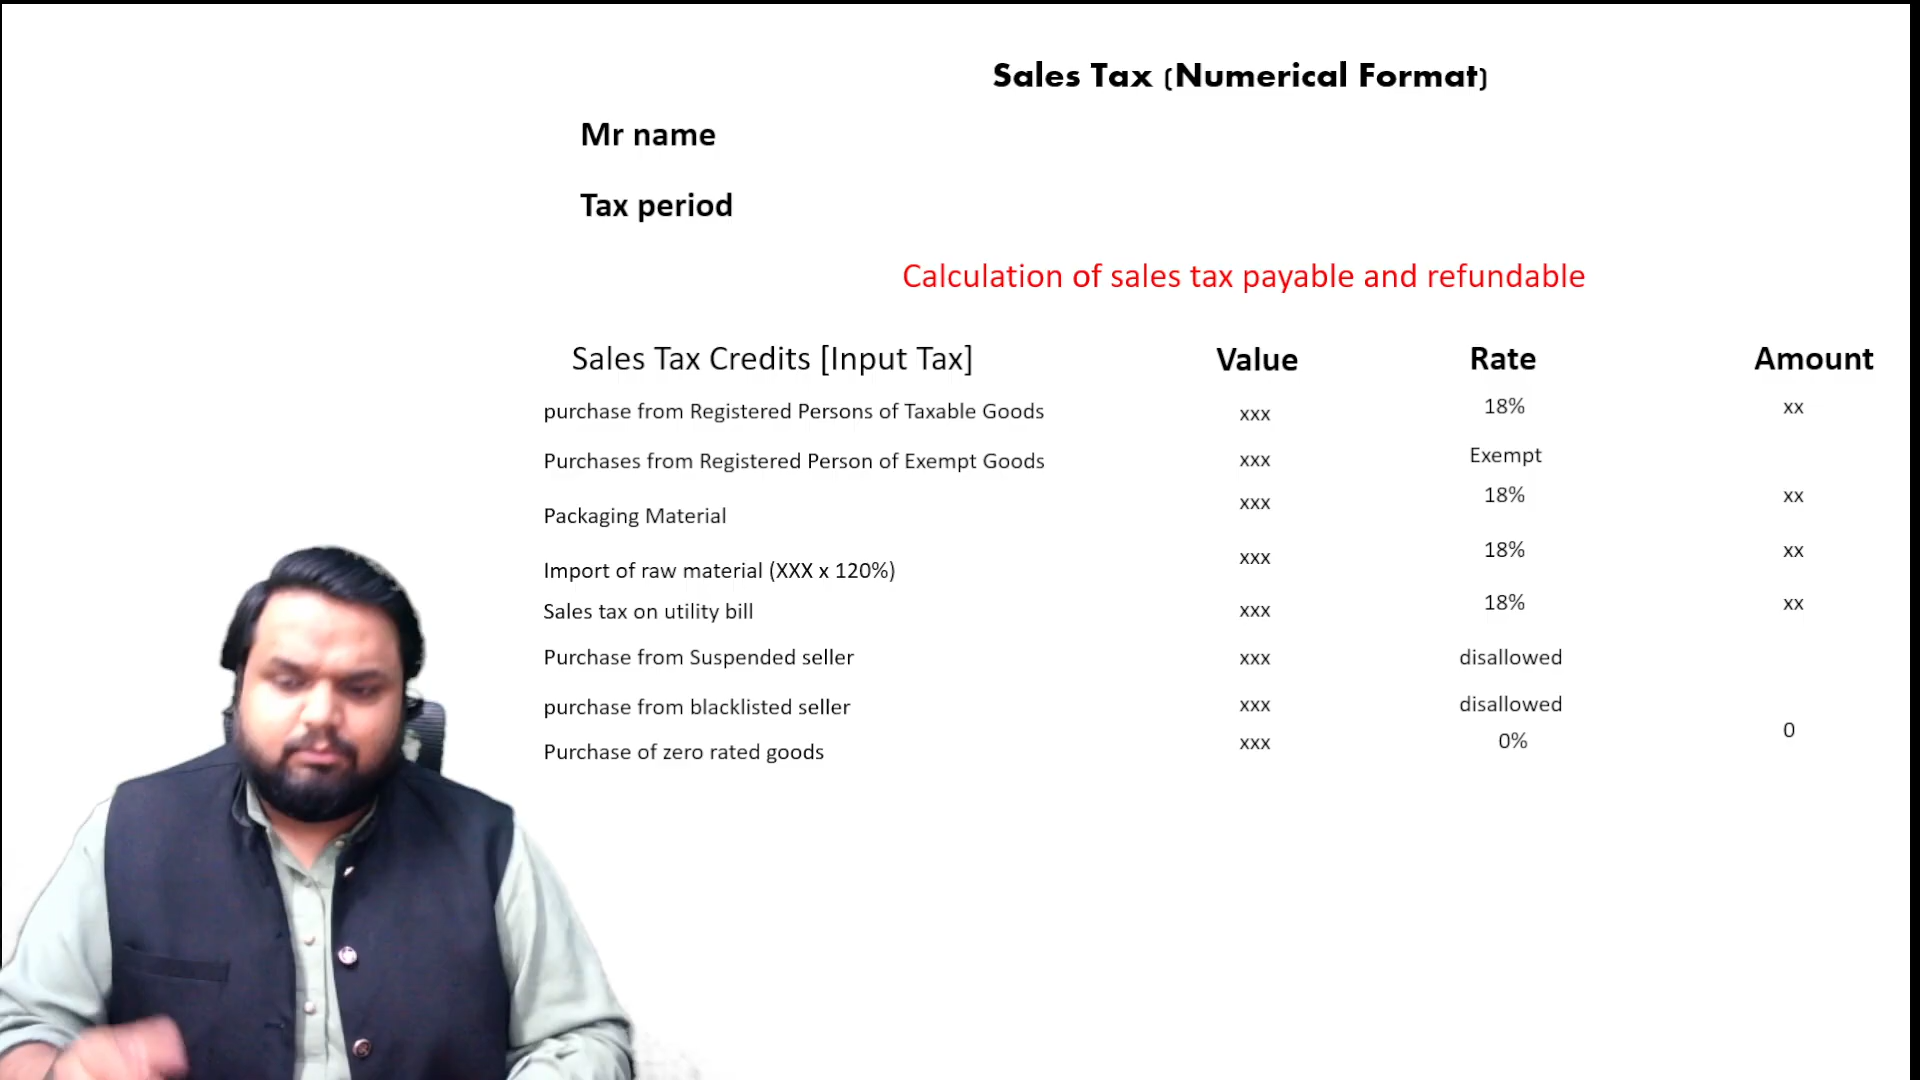 Sales Tax (Numerical Format)
Mr name
Tax period
Calculation of sales tax payable and refundable
Sales Tax Credits [Input Tax] Value Rate Amount
purchase from Registered Persons of Taxable Goods xxx 18% xx
Purchases from Registered Person of Exempt Goods xxx Exempt
Packaging Material xxx 18% xx
Import of raw material (XXX x 120%) xxx 18% xx
Sales tax on utility bill xxx 18% xx
Purchase from Suspended seller xxx disallowed
purchase from blacklisted seller xxx disallowed
Purchase of zero rated goods xxx 0% 0